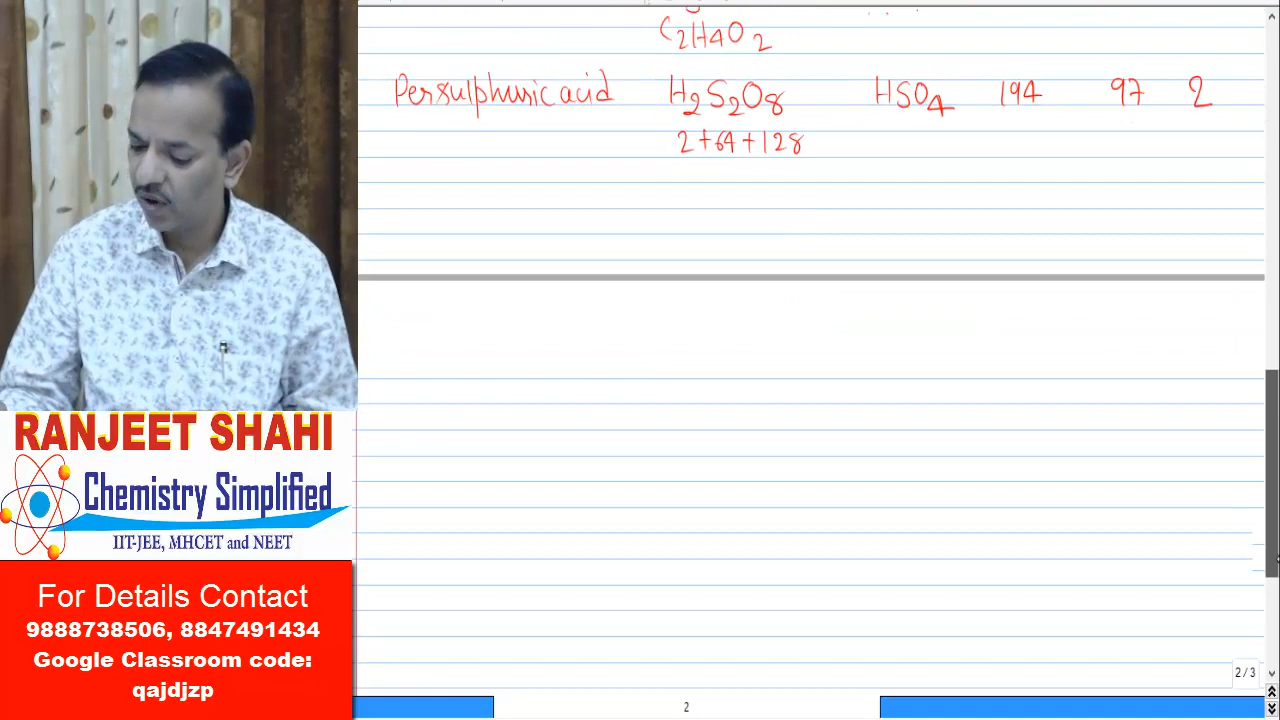 C2H4O2
Persulphuric acid H2S2O8 HSO4 194 97 2
2+64+128
RANJEET SHAHI
Chemistry Simplified
IIT-JEE, MHCET and NEET
For Details Contact
9888738506, 8847491434
Google Classroom code:
qajdjzp
2/3
2